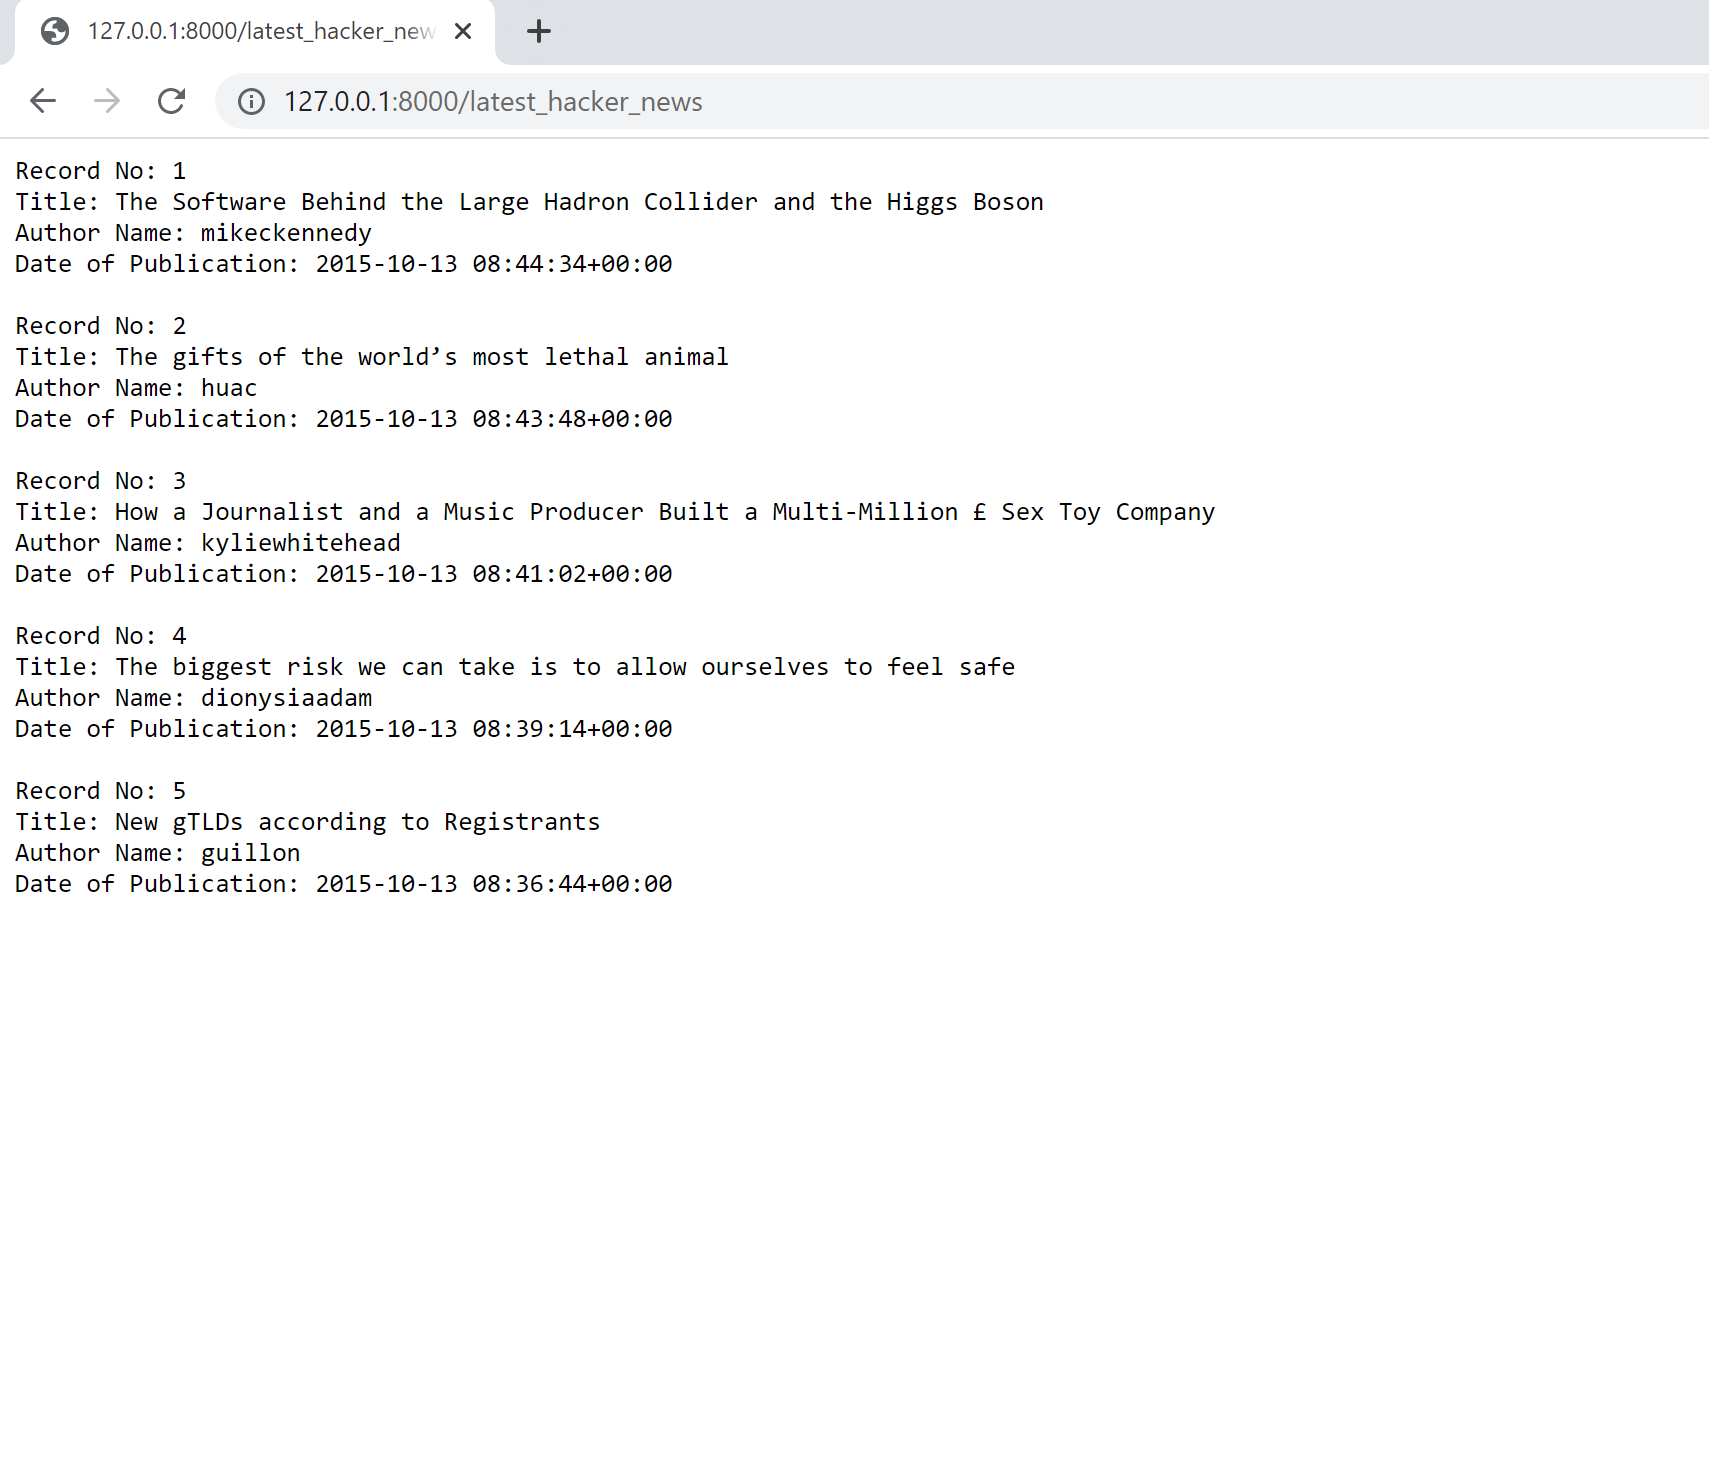 127.0.0.1:8000/latest_hacker_new
127.0.0.1:8000/latest_hacker_news
Record No: 1
Title: The Software Behind the Large Hadron Collider and the Higgs Boson
Author Name: mikeckennedy
Date of Publication: 2015-10-13 08:44:34+00:00
Record No: 2
Title: The gifts of the world’s most lethal animal
Author Name: huac
Date of Publication: 2015-10-13 08:43:48+00:00
Record No: 3
Title: How a Journalist and a Music Producer Built a Multi-Million £ Sex Toy Company
Author Name: kyliewhitehead
Date of Publication: 2015-10-13 08:41:02+00:00
Record No: 4
Title: The biggest risk we can take is to allow ourselves to feel safe
Author Name: dionysiaadam
Date of Publication: 2015-10-13 08:39:14+00:00
Record No: 5
Title: New gTLDs according to Registrants
Author Name: guillon
Date of Publication: 2015-10-13 08:36:44+00:00